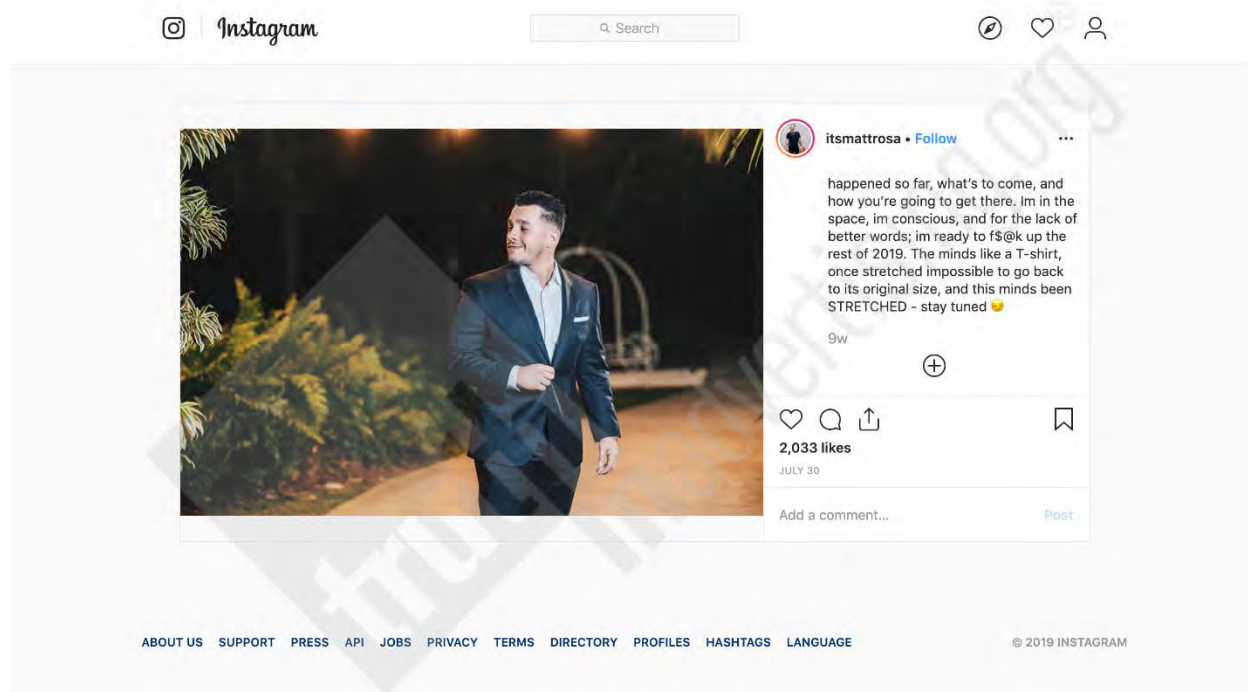 Instagram
Search
itsmattrosa • Follow
happened so far, what's to come, and
how you're going to get there. Im in the
space, im conscious, and for the lack of
better words; im ready to f$@k up the
rest of 2019. The minds like a T-shirt,
once stretched impossible to go back
to its original size, and this minds been
STRETCHED - stay tuned 😏
9w
2,033 likes
JULY 30
Add a comment... Post
ABOUT US SUPPORT PRESS API JOBS PRIVACY TERMS DIRECTORY PROFILES HASHTAGS LANGUAGE
© 2019 INSTAGRAM
truthinadvertising.org®